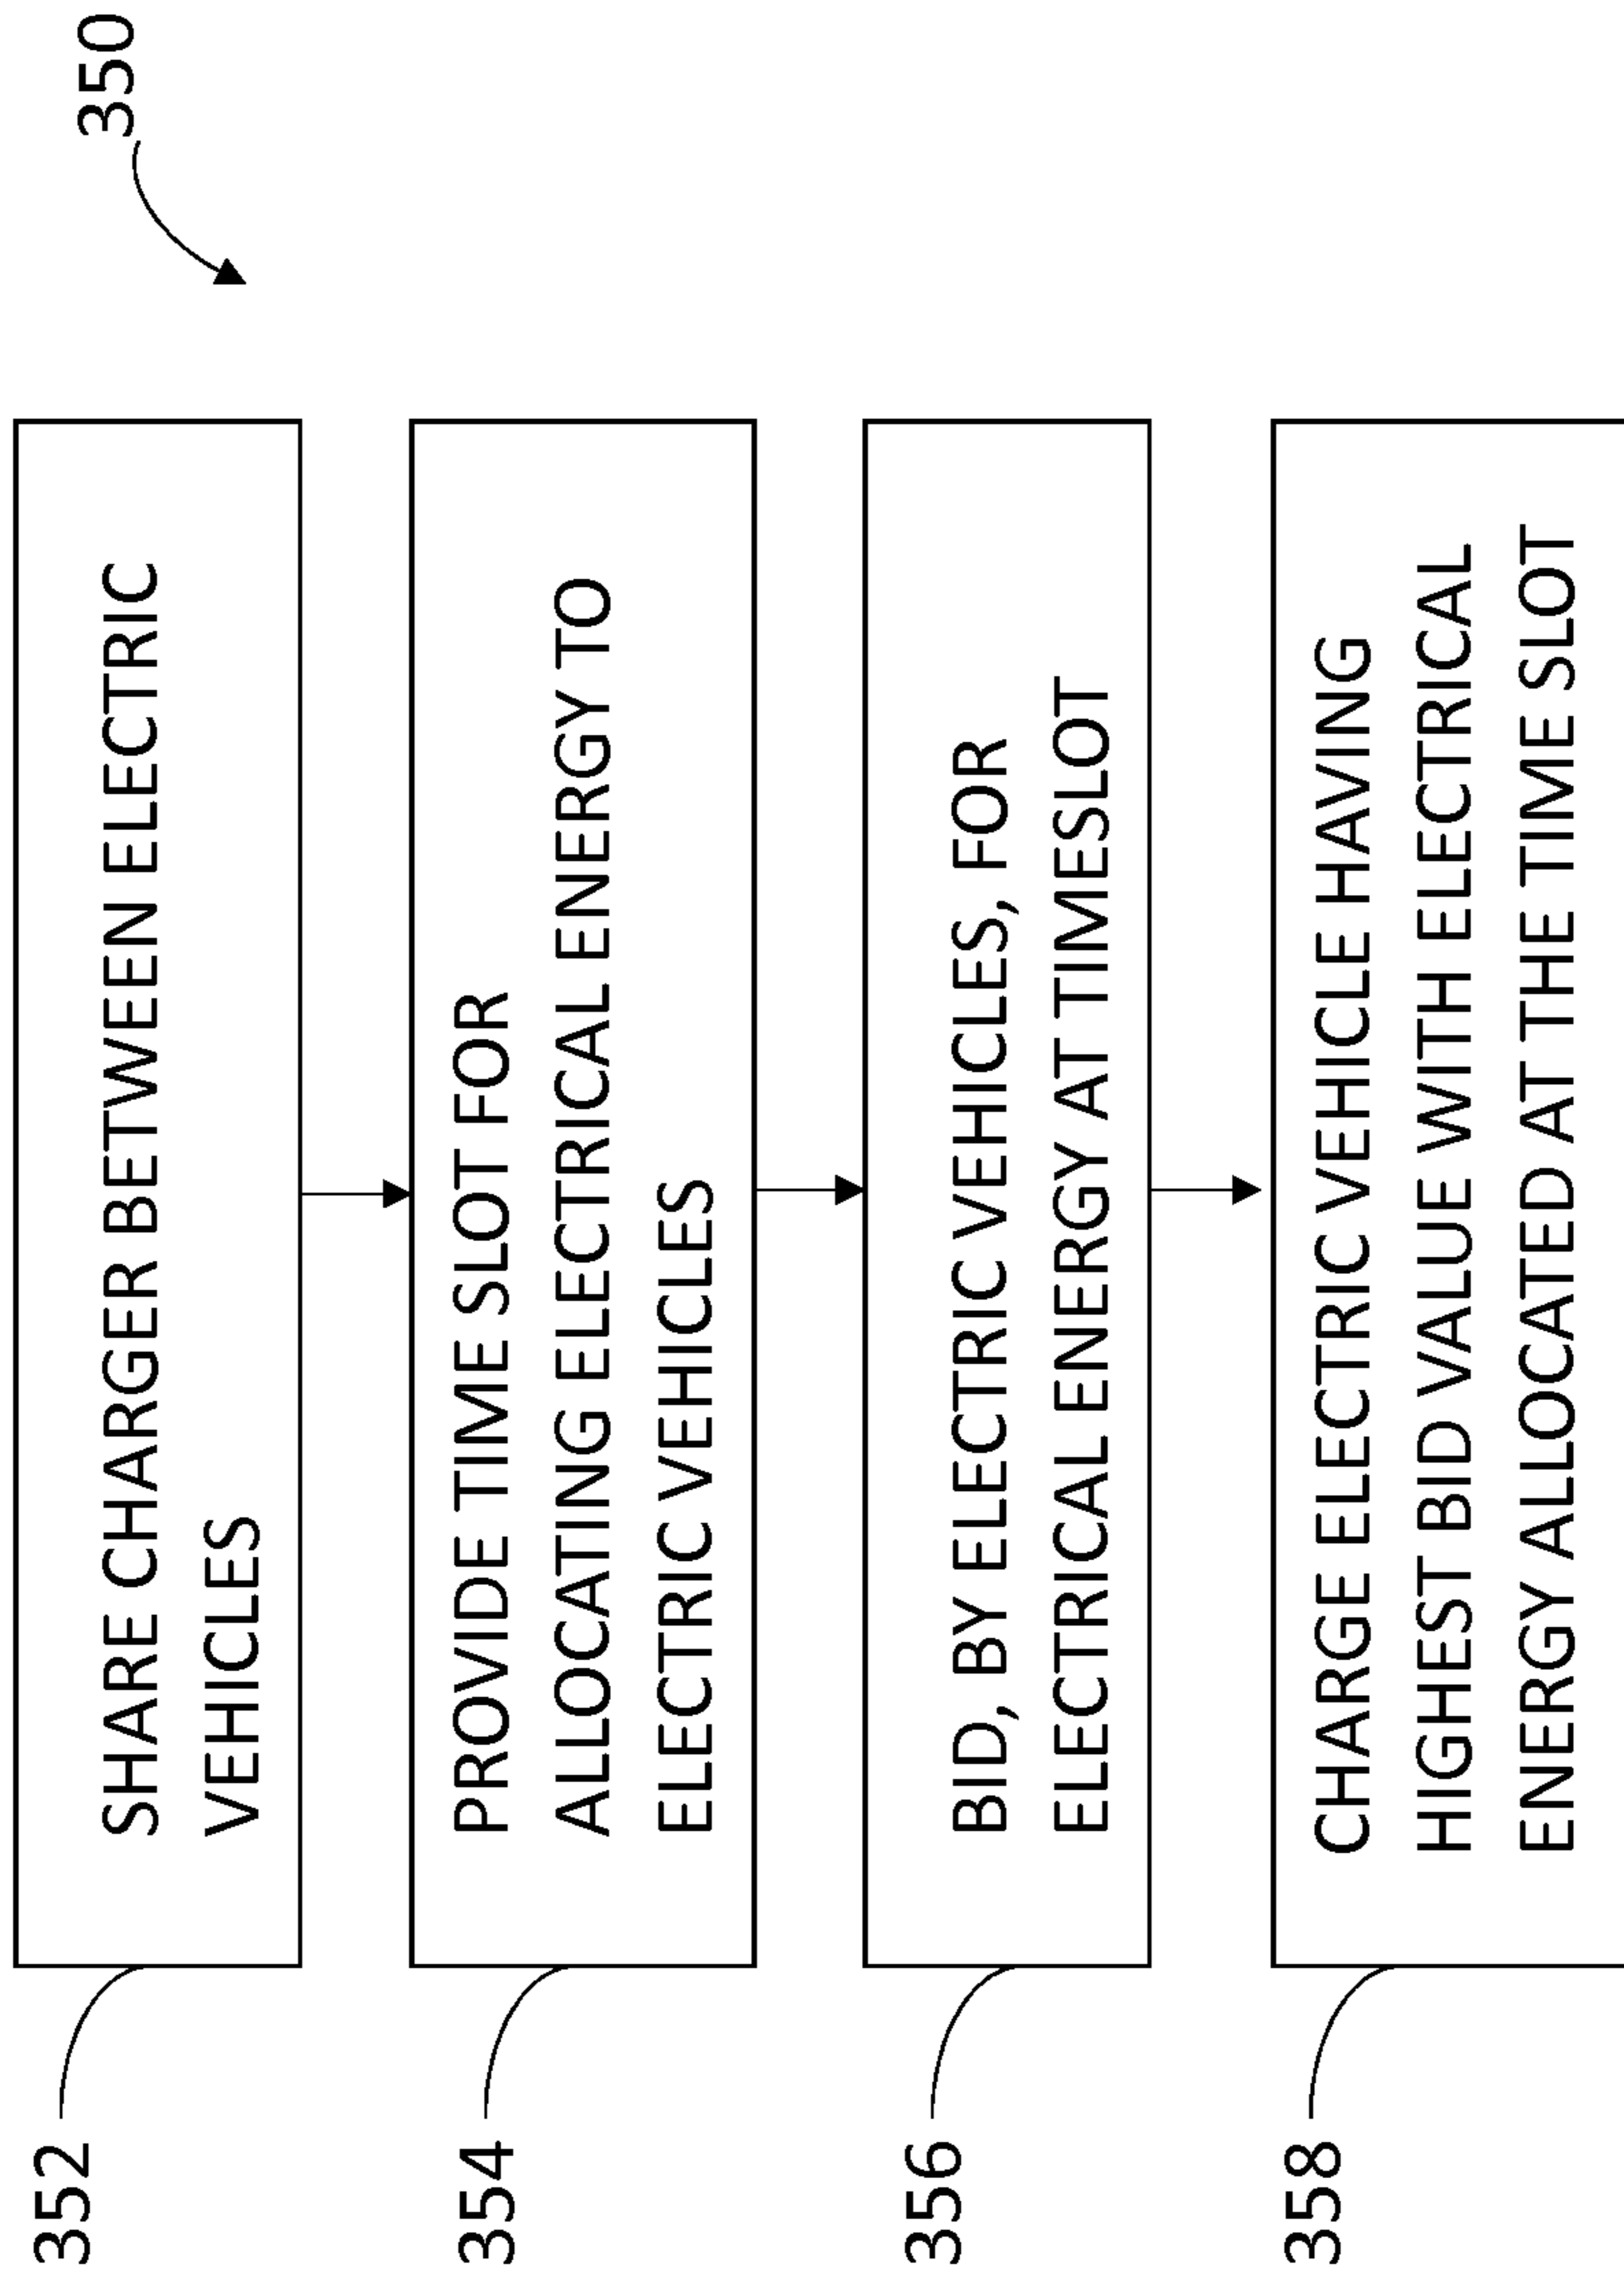 350
352
SHARE CHARGER BETWEEN ELECTRIC
VEHICLES
354
PROVIDE TIME SLOT FOR
ALLOCATING ELECTRICAL ENERGY TO
ELECTRIC VEHICLES
356
BID, BY ELECTRIC VEHICLES, FOR
ELECTRICAL ENERGY AT TIMESLOT
358
CHARGE ELECTRIC VEHICLE HAVING
HIGHEST BID VALUE WITH ELECTRICAL
ENERGY ALLOCATED AT THE TIME SLOT